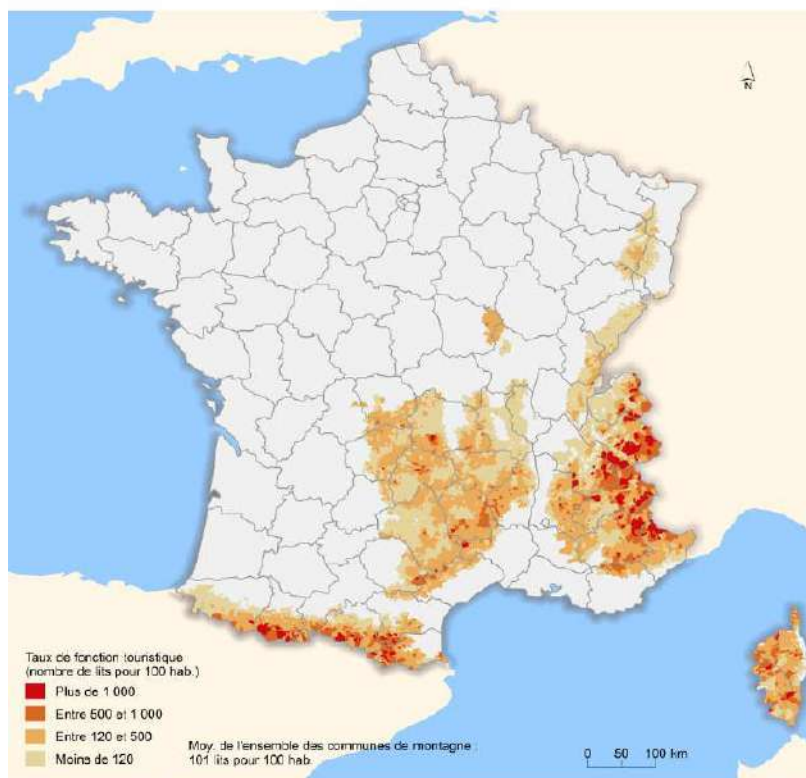 N
Taux de fonction touristique
(nombre de lits pour 100 hab.)
Plus de 1 000
Entre 500 et 1 000
Entre 120 et 500
Moins de 120
Moy. de l'ensemble des communes de montagne :
101 lits pour 100 hab.
0 50 100 km